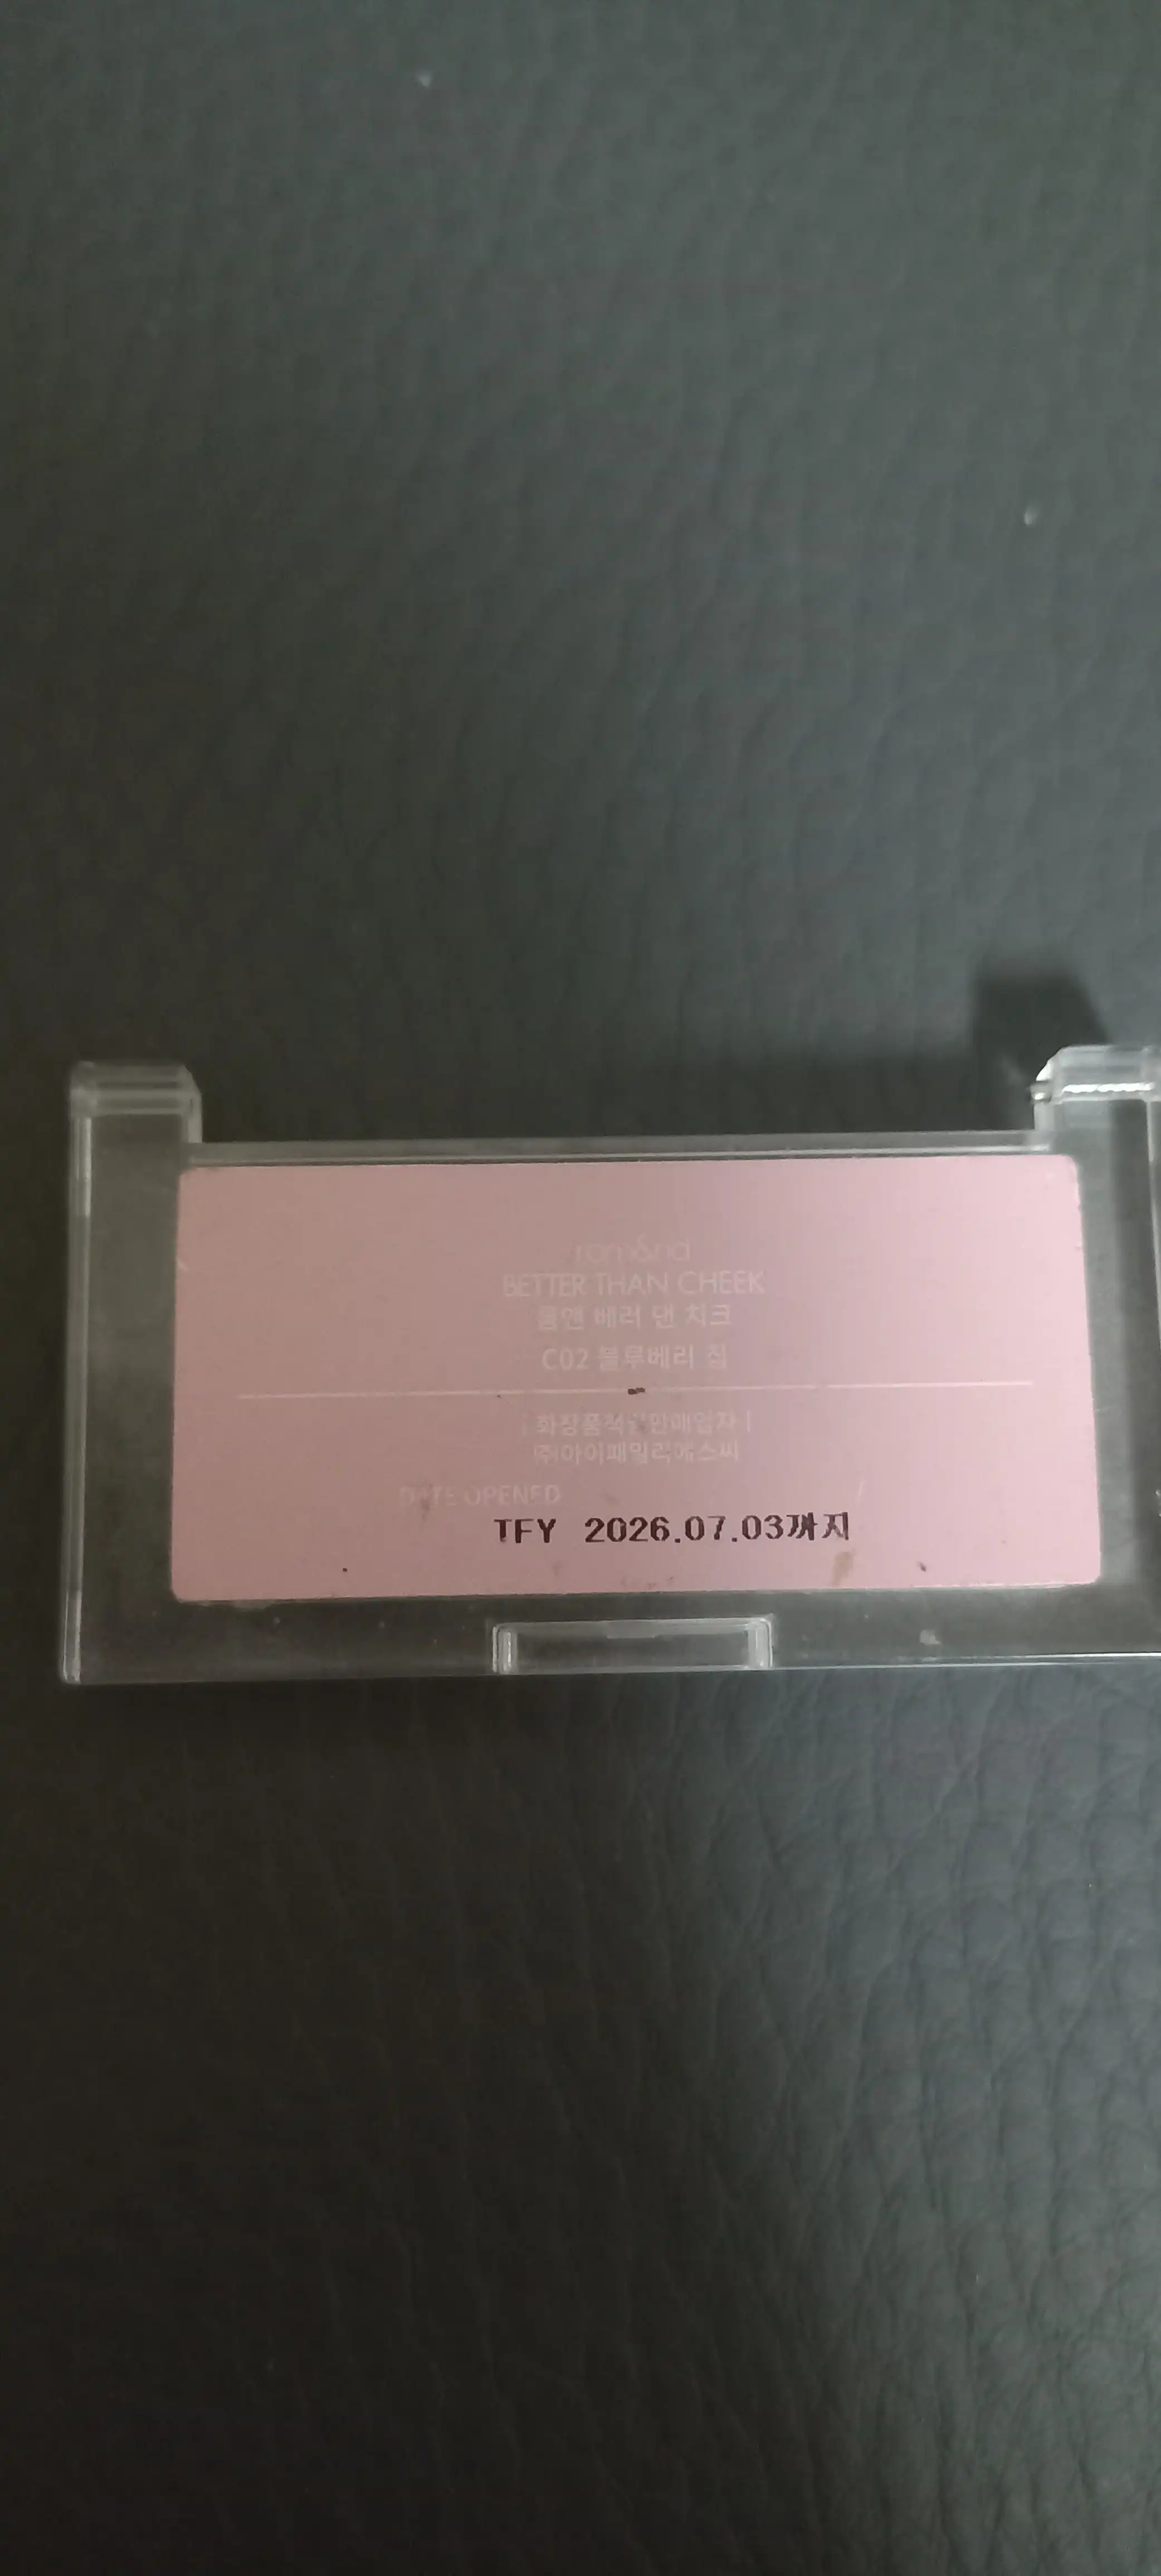 rom&nd
BETTER THAN CHEEK
롬앤 베러 댄 치크
C02 블루베리 칩
| 화장품책임판매업자 |
㈜아이패밀리에스씨
DATE OPENED /
TFY 2026.07.03까지